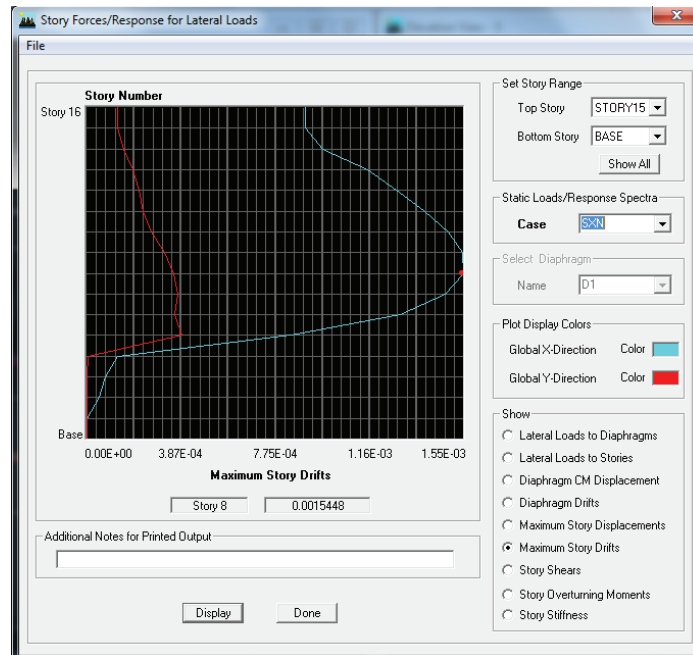 Story Forces/Response for Lateral Loads
File
Story Number
Story 16
Base
0.00E+00 3.87E-04 7.75E-04 1.16E-03 1.55E-03
Maximum Story Drifts
Story 8 0.0015448
Additional Notes for Printed Output
Display Done
Set Story Range
Top Story STORY15
Bottom Story BASE
Show All
Static Loads/Response Spectra
Case SXN
Select Diaphragm
Name D1
Plot Display Colors
Global X-Direction Color
Global Y-Direction Color
Show
Lateral Loads to Diaphragms
Lateral Loads to Stories
Diaphragm CM Displacement
Diaphragm Drifts
Maximum Story Displacements
Maximum Story Drifts
Story Shears
Story Overturning Moments
Story Stiffness